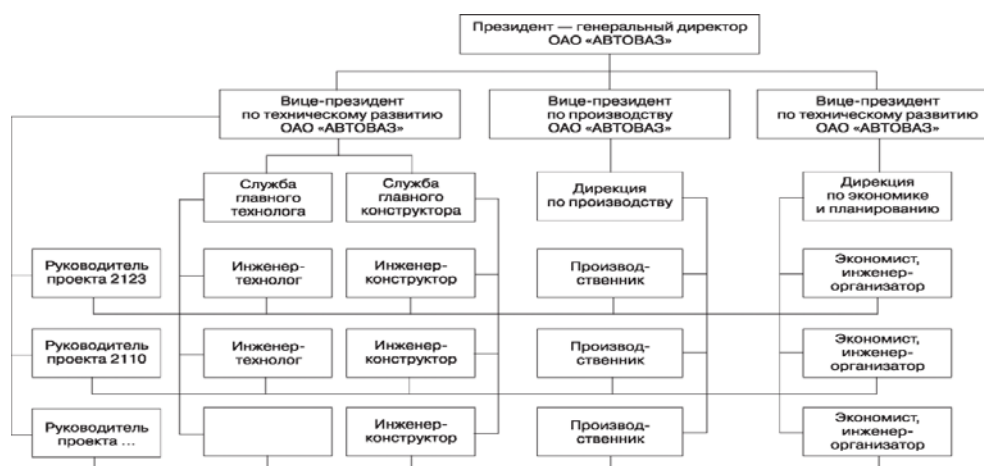 Президент — генеральный директор
ОАО «АВТОВАЗ»
Вице-президент
по техническому развитию
ОАО «АВТОВАЗ»
Вице-президент
по производству
ОАО «АВТОВАЗ»
Вице-президент
по техническому развитию
ОАО «АВТОВАЗ»
Служба
главного
технолога
Служба
главного
конструктора
Дирекция
по производству
Дирекция
по экономике
и планированию
Руководитель
проекта 2123
Инженер-
технолог
Инженер-
конструктор
Производ-
ственник
Экономист,
инженер-
организатор
Руководитель
проекта 2110
Инженер-
технолог
Инженер-
конструктор
Производ-
ственник
Экономист,
инженер-
организатор
Руководитель
проекта ...
Инженер-
конструктор
Производ-
ственник
Экономист,
инженер-
организатор